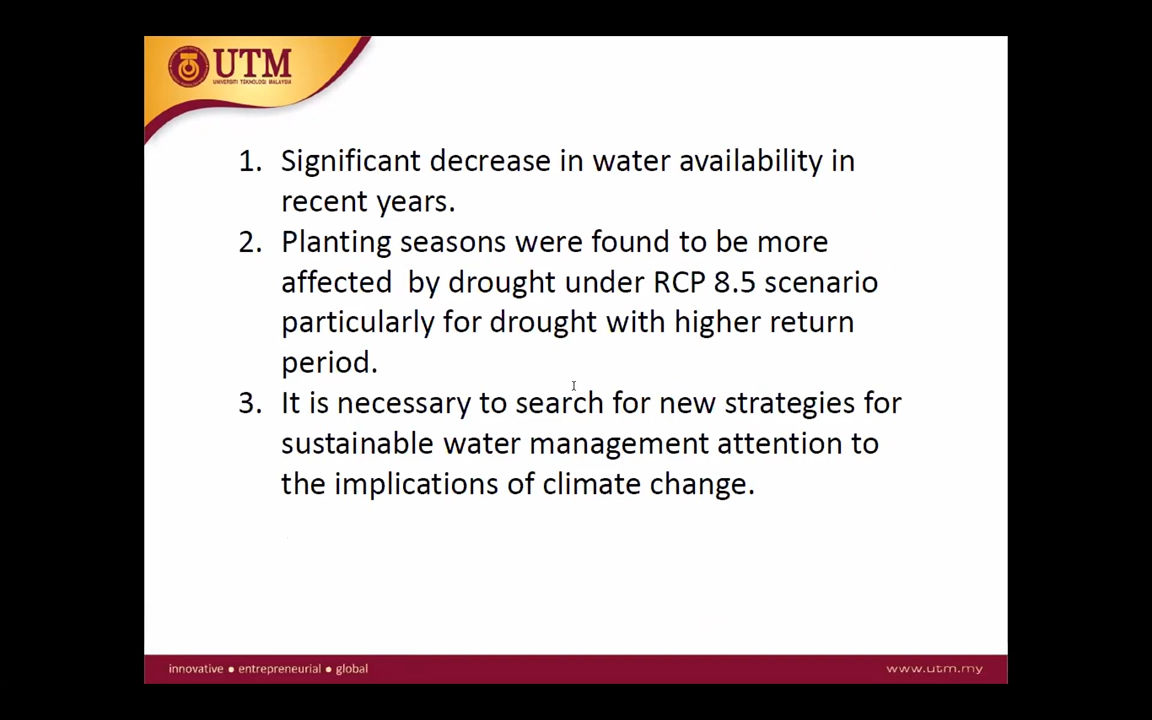 UTM
UNIVERSITI TEKNOLOGI MALAYSIA
1. Significant decrease in water availability in
recent years.
2. Planting seasons were found to be more
affected by drought under RCP 8.5 scenario
particularly for drought with higher return
period.
3. It is necessary to search for new strategies for
sustainable water management attention to
the implications of climate change.
innovative ● entrepreneurial ● global
www.utm.my